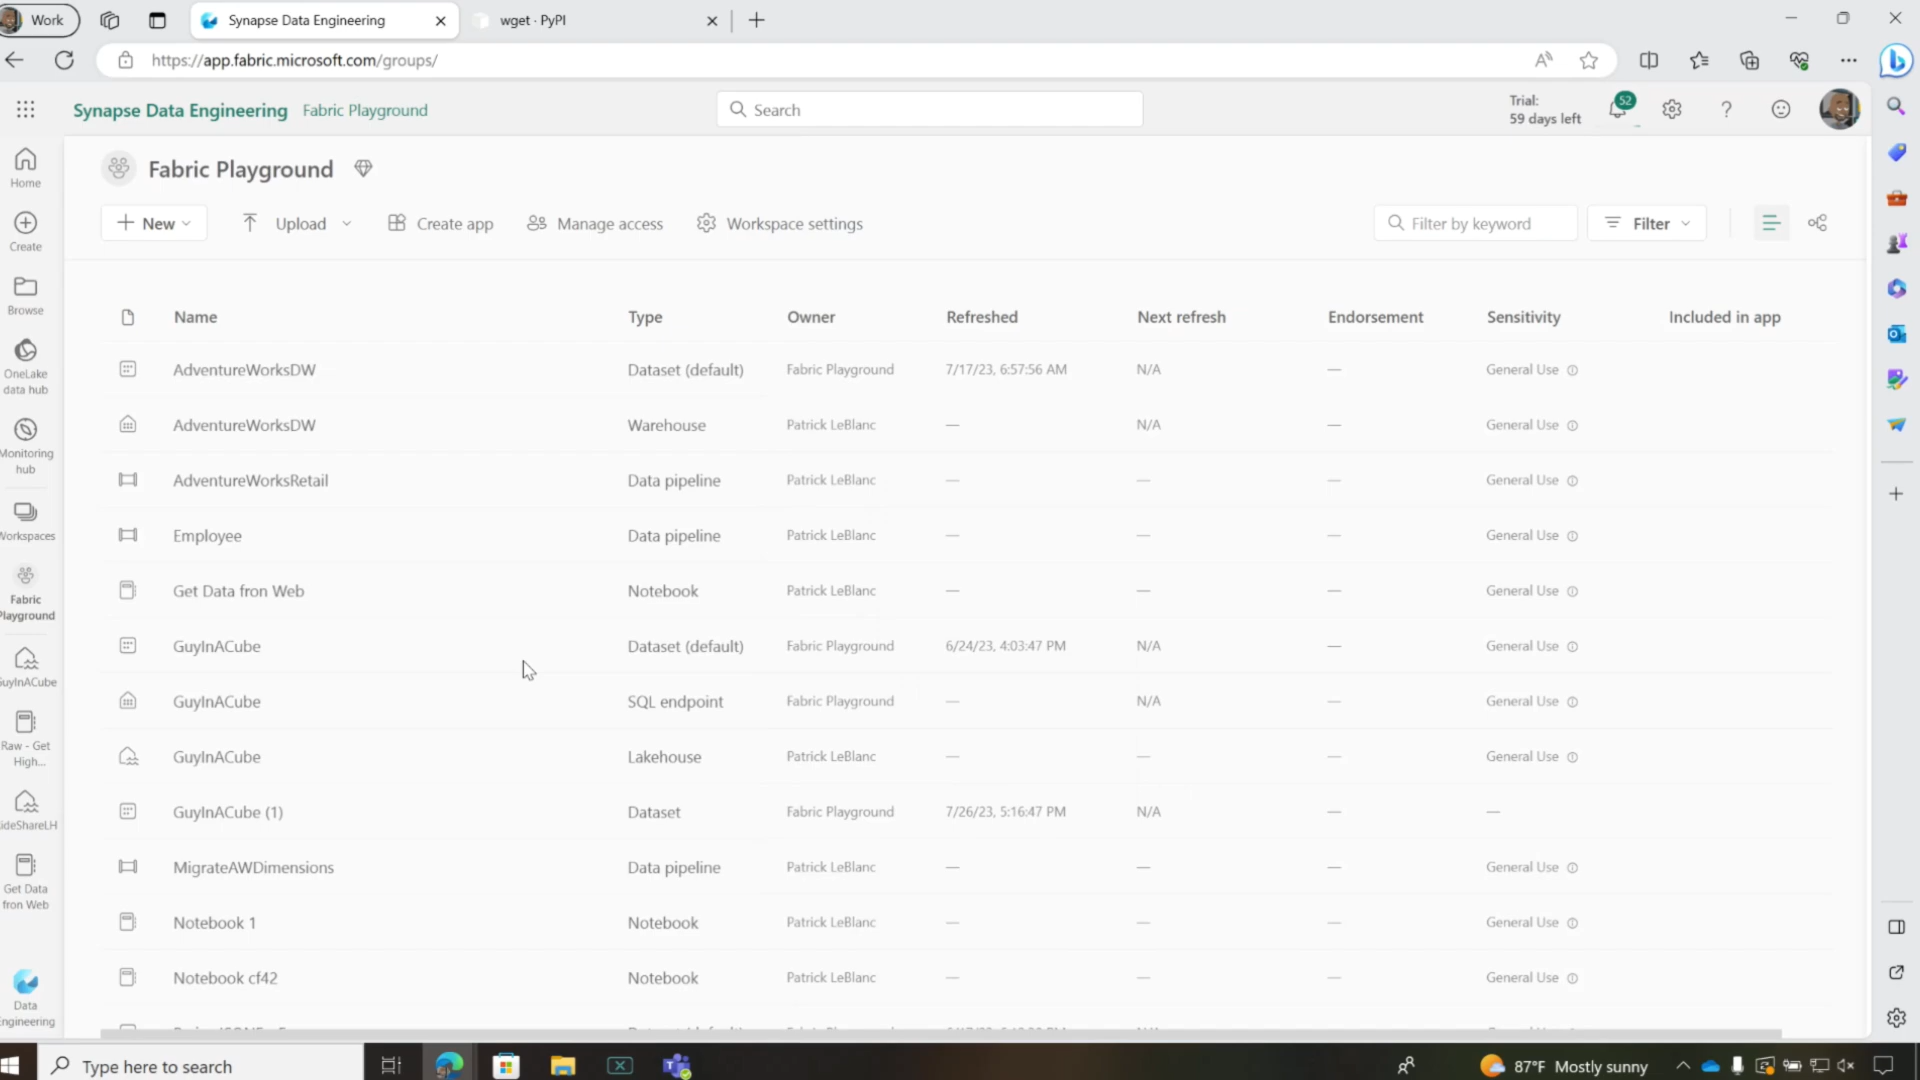 Work
Synapse Data Engineering
wget · PyPI
https://app.fabric.microsoft.com/groups/
Synapse Data Engineering
Fabric Playground
Search
Trial:
59 days left
52
Home
Create
Browse
OneLake
data hub
Monitoring
hub
Workspaces
Fabric
Playground
GuyInACube
Raw - Get
High...
ideShareLH
Get Data
fron Web
Data
Engineering
Fabric Playground
New
Upload
Create app
Manage access
Workspace settings
Filter by keyword
Filter
Name Type Owner Refreshed Next refresh Endorsement Sensitivity Included in app
AdventureWorksDW Dataset (default) Fabric Playground 7/17/23, 6:57:56 AM N/A — General Use
AdventureWorksDW Warehouse Patrick LeBlanc — N/A — General Use
AdventureWorksRetail Data pipeline Patrick LeBlanc — — — General Use
Employee Data pipeline Patrick LeBlanc — — — General Use
Get Data fron Web Notebook Patrick LeBlanc — — — General Use
GuyInACube Dataset (default) Fabric Playground 6/24/23, 4:03:47 PM N/A — General Use
GuyInACube SQL endpoint Fabric Playground — N/A — General Use
GuyInACube Lakehouse Patrick LeBlanc — — — General Use
GuyInACube (1) Dataset Fabric Playground 7/26/23, 5:16:47 PM N/A — —
MigrateAWDimensions Data pipeline Patrick LeBlanc — — — General Use
Notebook 1 Notebook Patrick LeBlanc — — — General Use
Notebook cf42 Notebook Patrick LeBlanc — — — General Use
Type here to search
87°F Mostly sunny